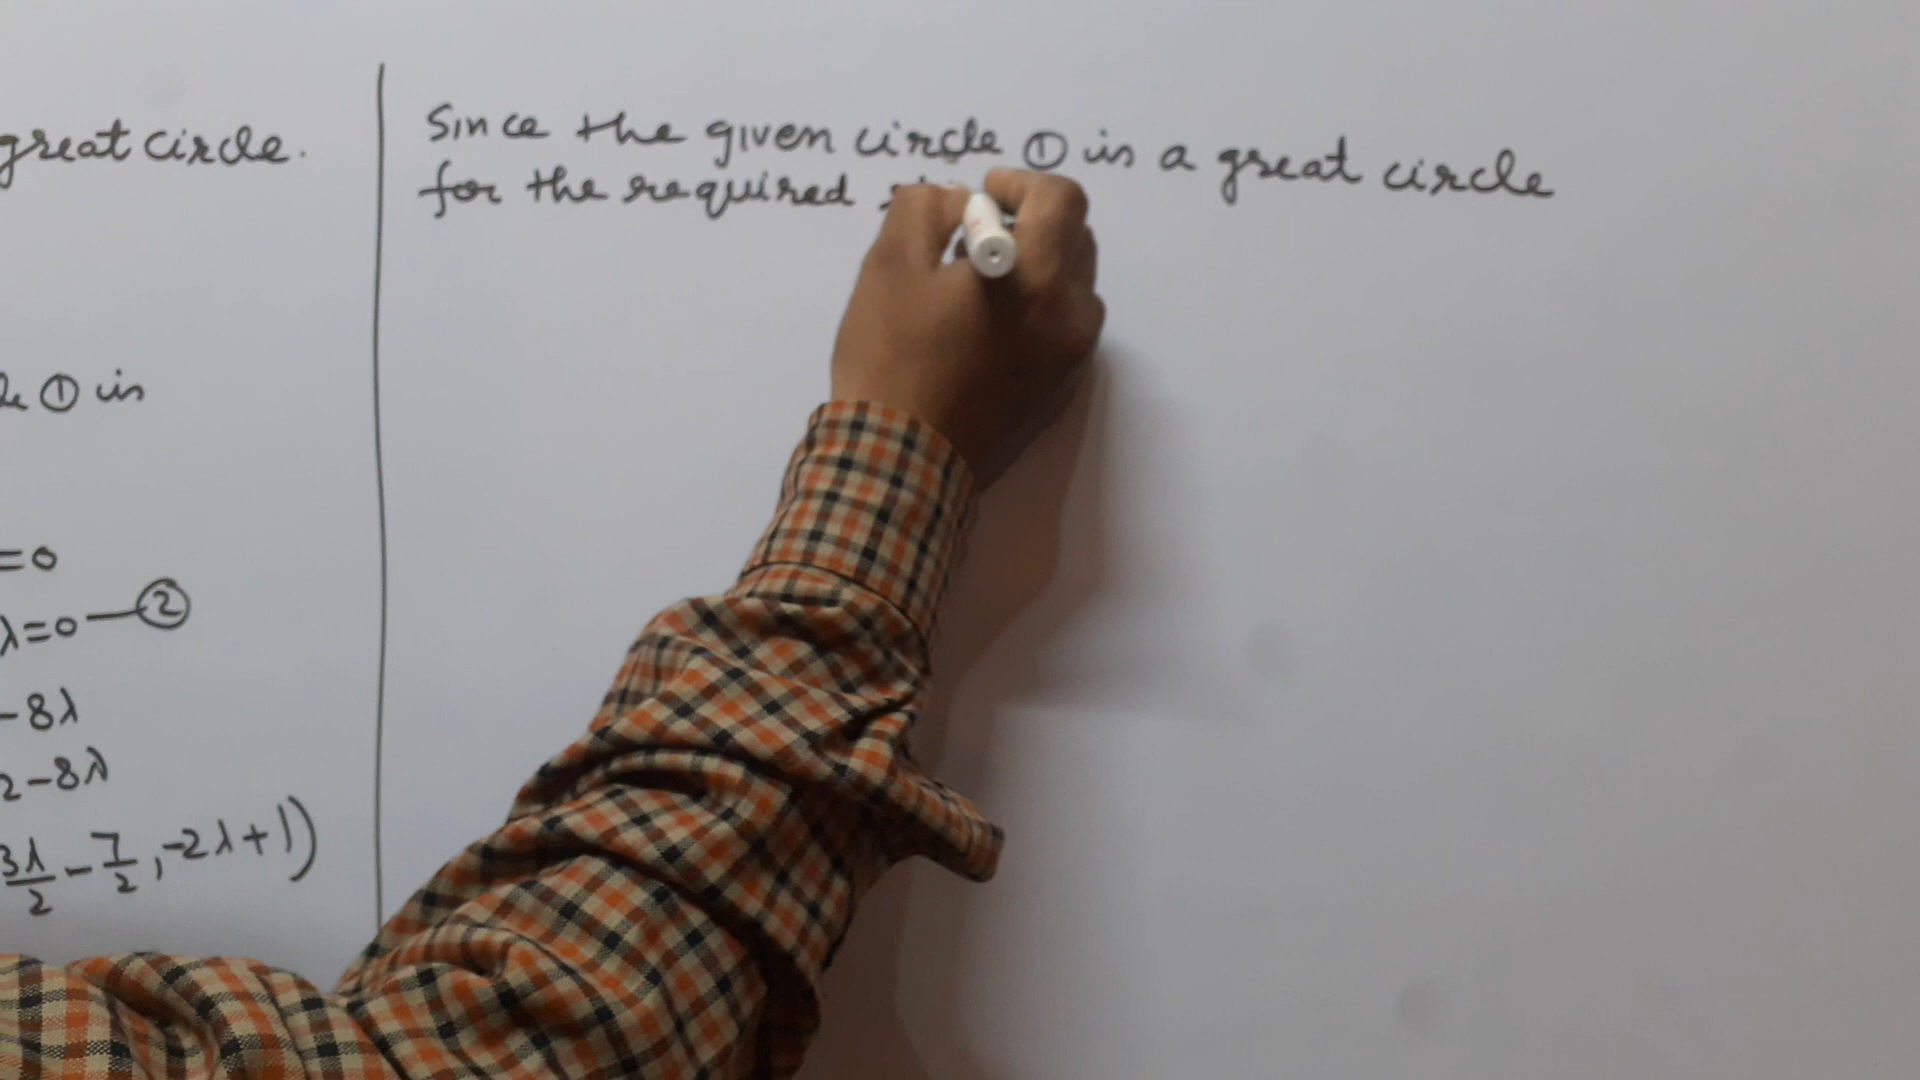 great circle.
① is
=0
λ=0 — ②
-8λ
2-8λ
3λ/2 - 7/2, -2λ+1)
Since the given circle ① is a great circle
for the required